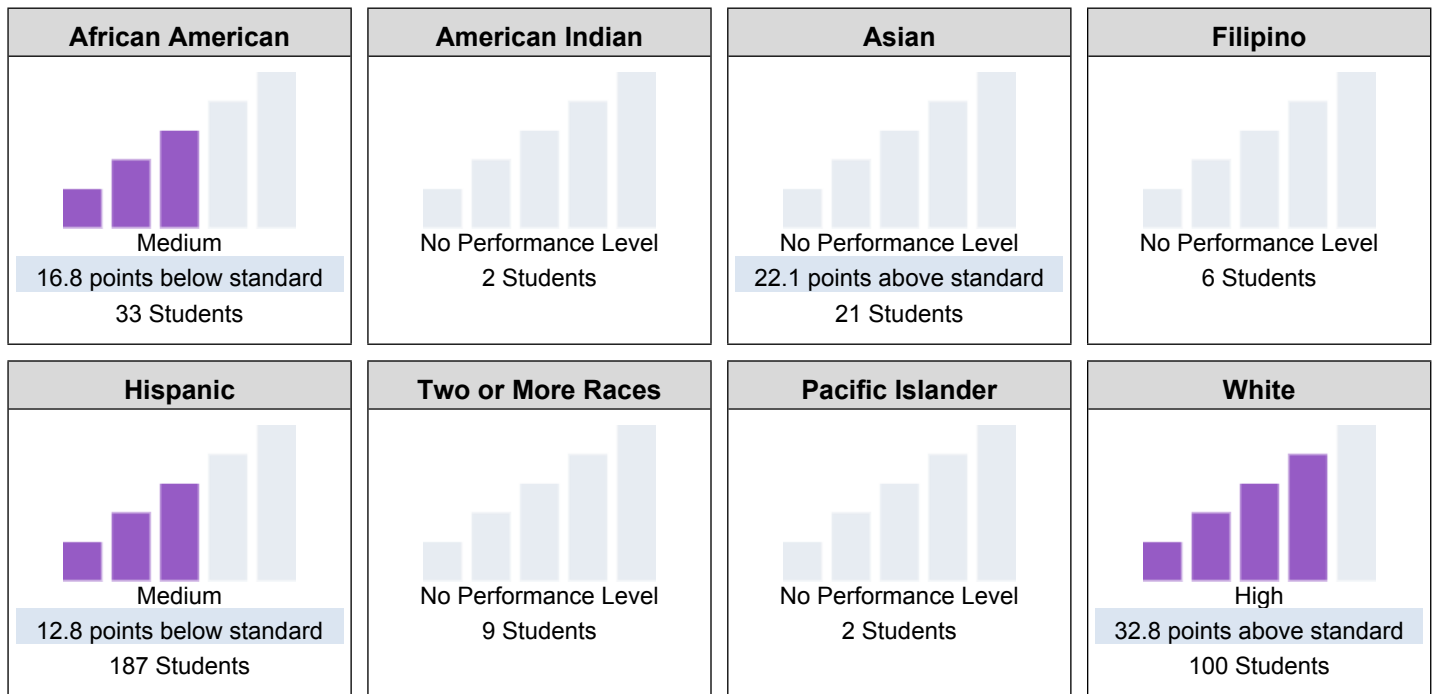 African American
Medium
16.8 points below standard
33 Students
American Indian
No Performance Level
2 Students
Asian
No Performance Level
22.1 points above standard
21 Students
Filipino
No Performance Level
6 Students
Hispanic
Medium
12.8 points below standard
187 Students
Two or More Races
No Performance Level
9 Students
Pacific Islander
No Performance Level
2 Students
White
High
32.8 points above standard
100 Students